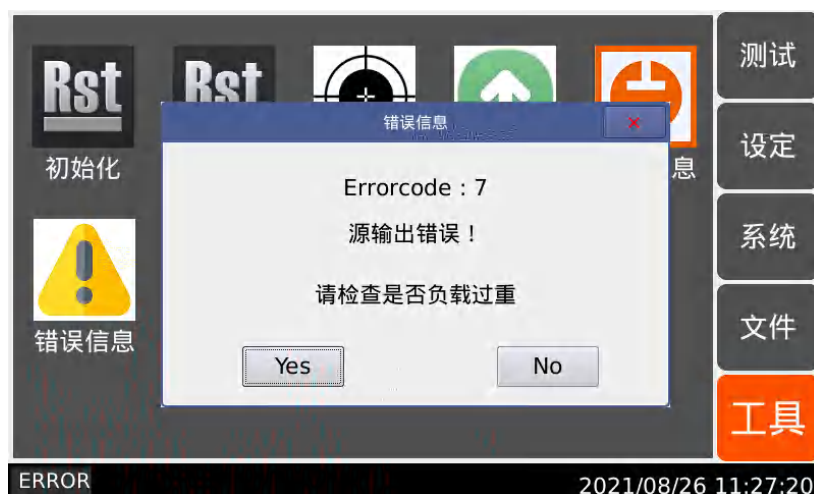 Rst
Rst
测试
初始化
错误信息
×
息
设定
Errorcode : 7
源输出错误！
请检查是否负载过重
系统
错误信息
Yes
No
文件
工具
ERROR
2021/08/26 11:27:20